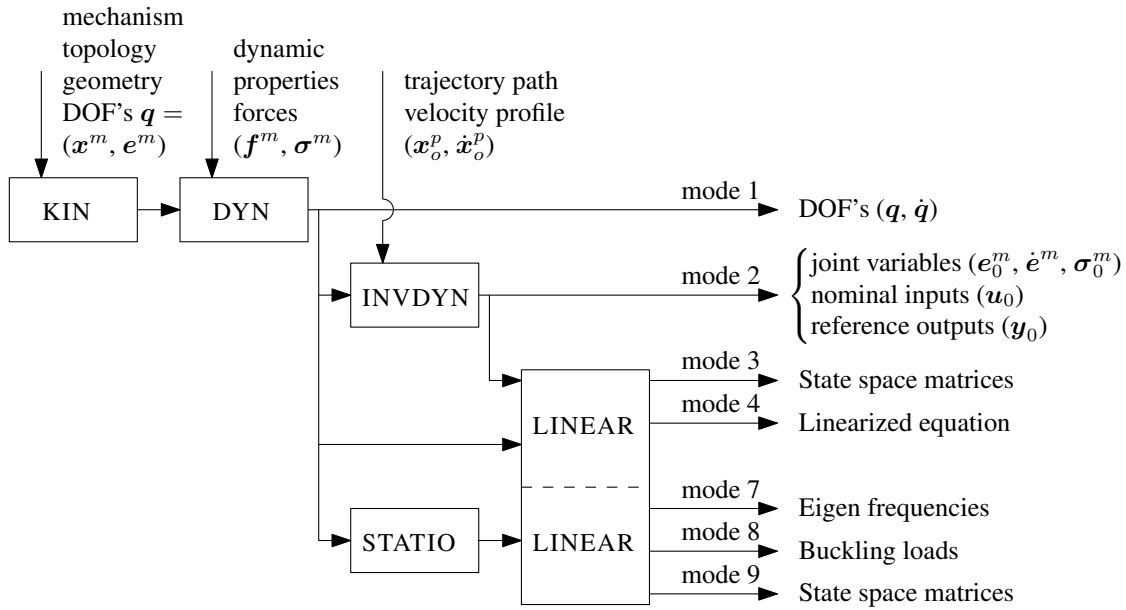 mechanism
topology
geometry
DOF's q =
(x^m, e^m)
dynamic
properties
forces
(f^m, σ^m)
trajectory path
velocity profile
(x_o^p, ẋ_o^p)
KIN
DYN
mode 1
DOF's (q, q̇)
INVDYN
mode 2
joint variables (e_0^m, ė^m, σ_0^m)
nominal inputs (u_0)
reference outputs (y_0)
mode 3
State space matrices
mode 4
Linearized equation
LINEAR
mode 7
Eigen frequencies
STATIO
LINEAR
mode 8
Buckling loads
mode 9
State space matrices